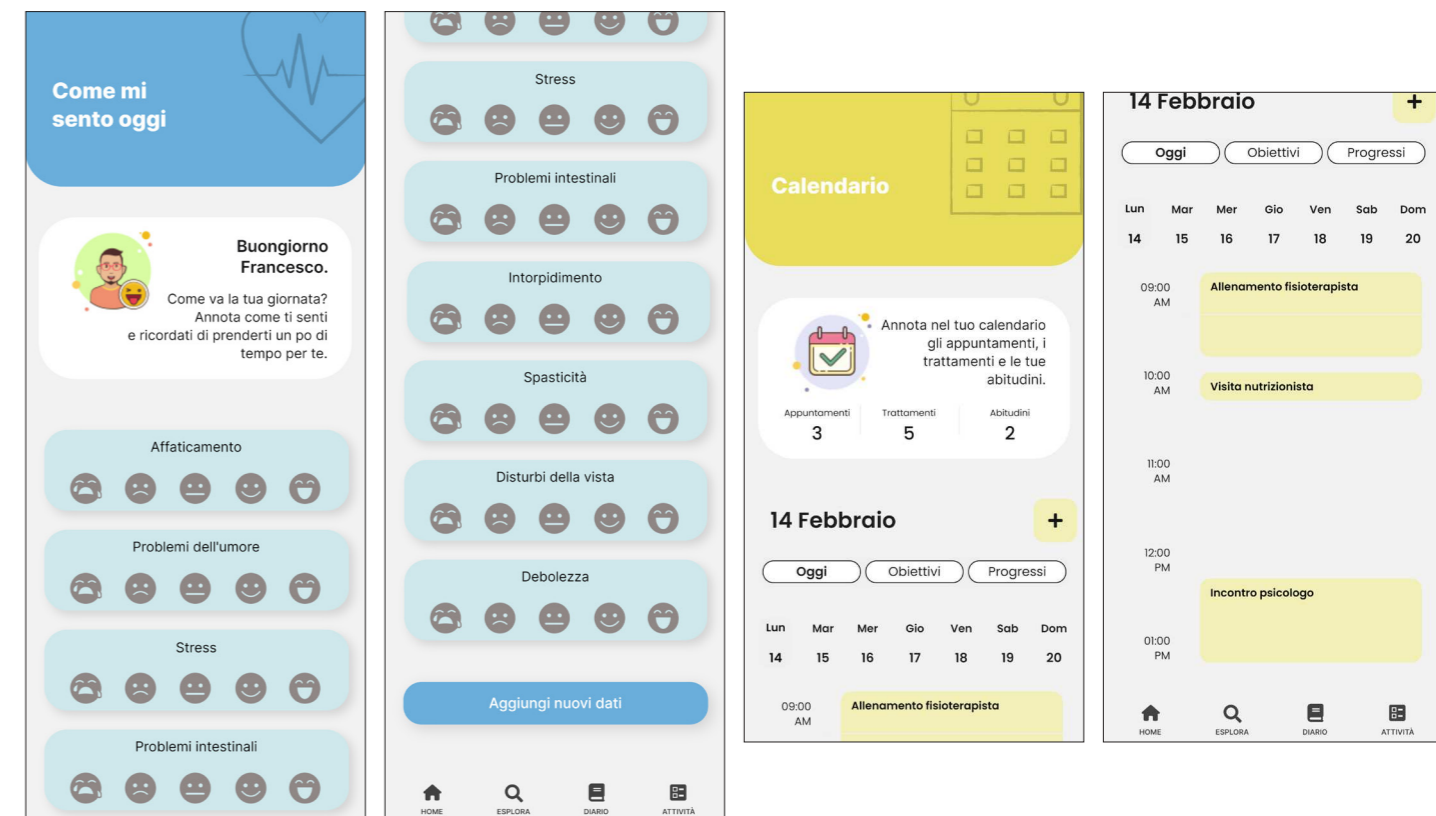 Come mi
sento oggi
Buongiorno
Francesco.
Come va la tua giornata?
Annota come ti senti
e ricordati di prenderti un po di
tempo per te.
Affaticamento
Problemi dell'umore
Stress
Problemi intestinali
Stress
Problemi intestinali
Intorpidimento
Spasticità
Disturbi della vista
Debolezza
Aggiungi nuovi dati
HOME ESPLORA DIARIO ATTIVITÀ
Calendario
Annota nel tuo calendario
gli appuntamenti, i
trattamenti e le tue
abitudini.
Appuntamenti Trattamenti Abitudini
3 5 2
14 Febbraio +
Oggi Obiettivi Progressi
Lun Mar Mer Gio Ven Sab Dom
14 15 16 17 18 19 20
09:00 Allenamento fisioterapista
AM
14 Febbraio +
Oggi Obiettivi Progressi
Lun Mar Mer Gio Ven Sab Dom
14 15 16 17 18 19 20
09:00 Allenamento fisioterapista
AM
10:00
AM Visita nutrizionista
11:00
AM
12:00
PM
Incontro psicologo
01:00
PM
HOME ESPLORA DIARIO ATTIVITÀ